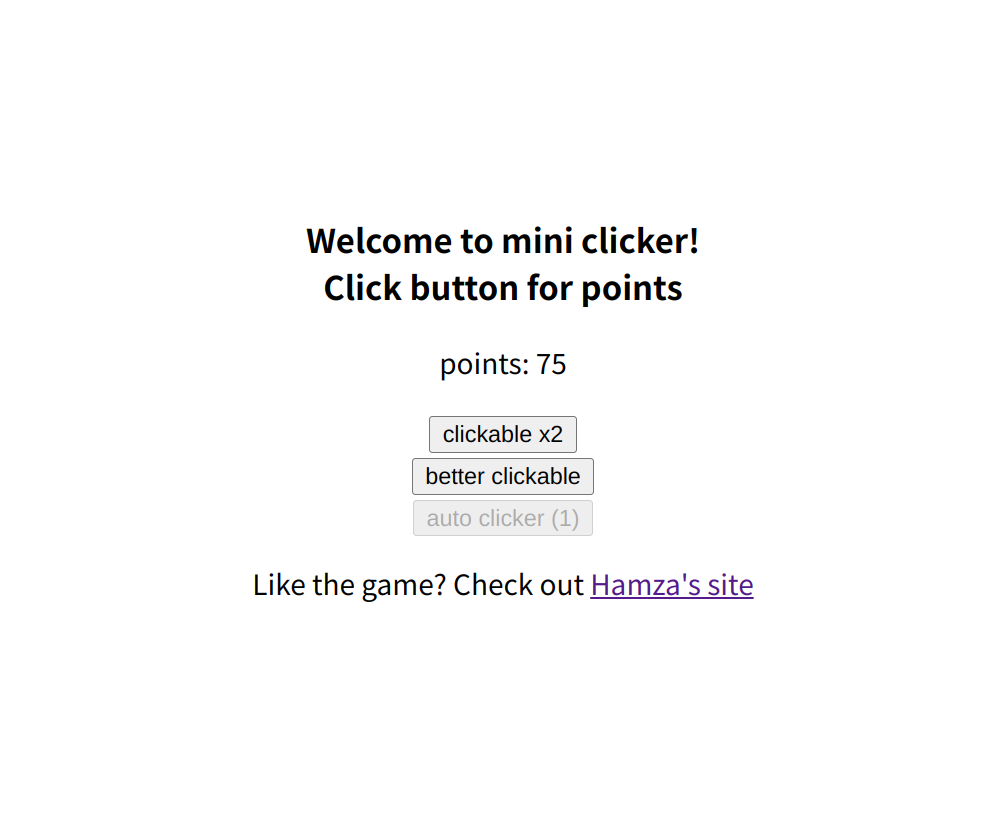 Welcome to mini clicker!
Click button for points
points: 75
clickable x2
better clickable
auto clicker (1)
Like the game? Check out Hamza's site